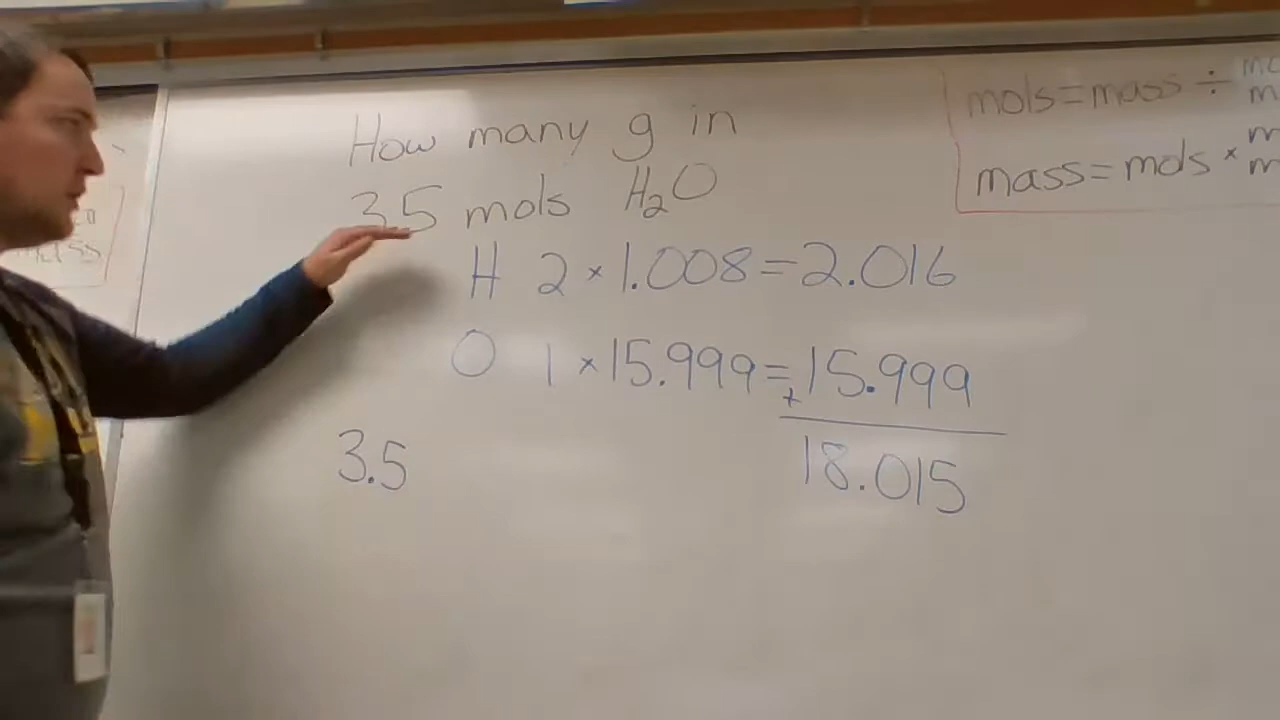 How many g in
3.5 mols H₂O
H 2 × 1.008 = 2.016
O 1 × 15.999 = + 15.999
18.015
3.5
mols = mass ÷
mass = mols ×